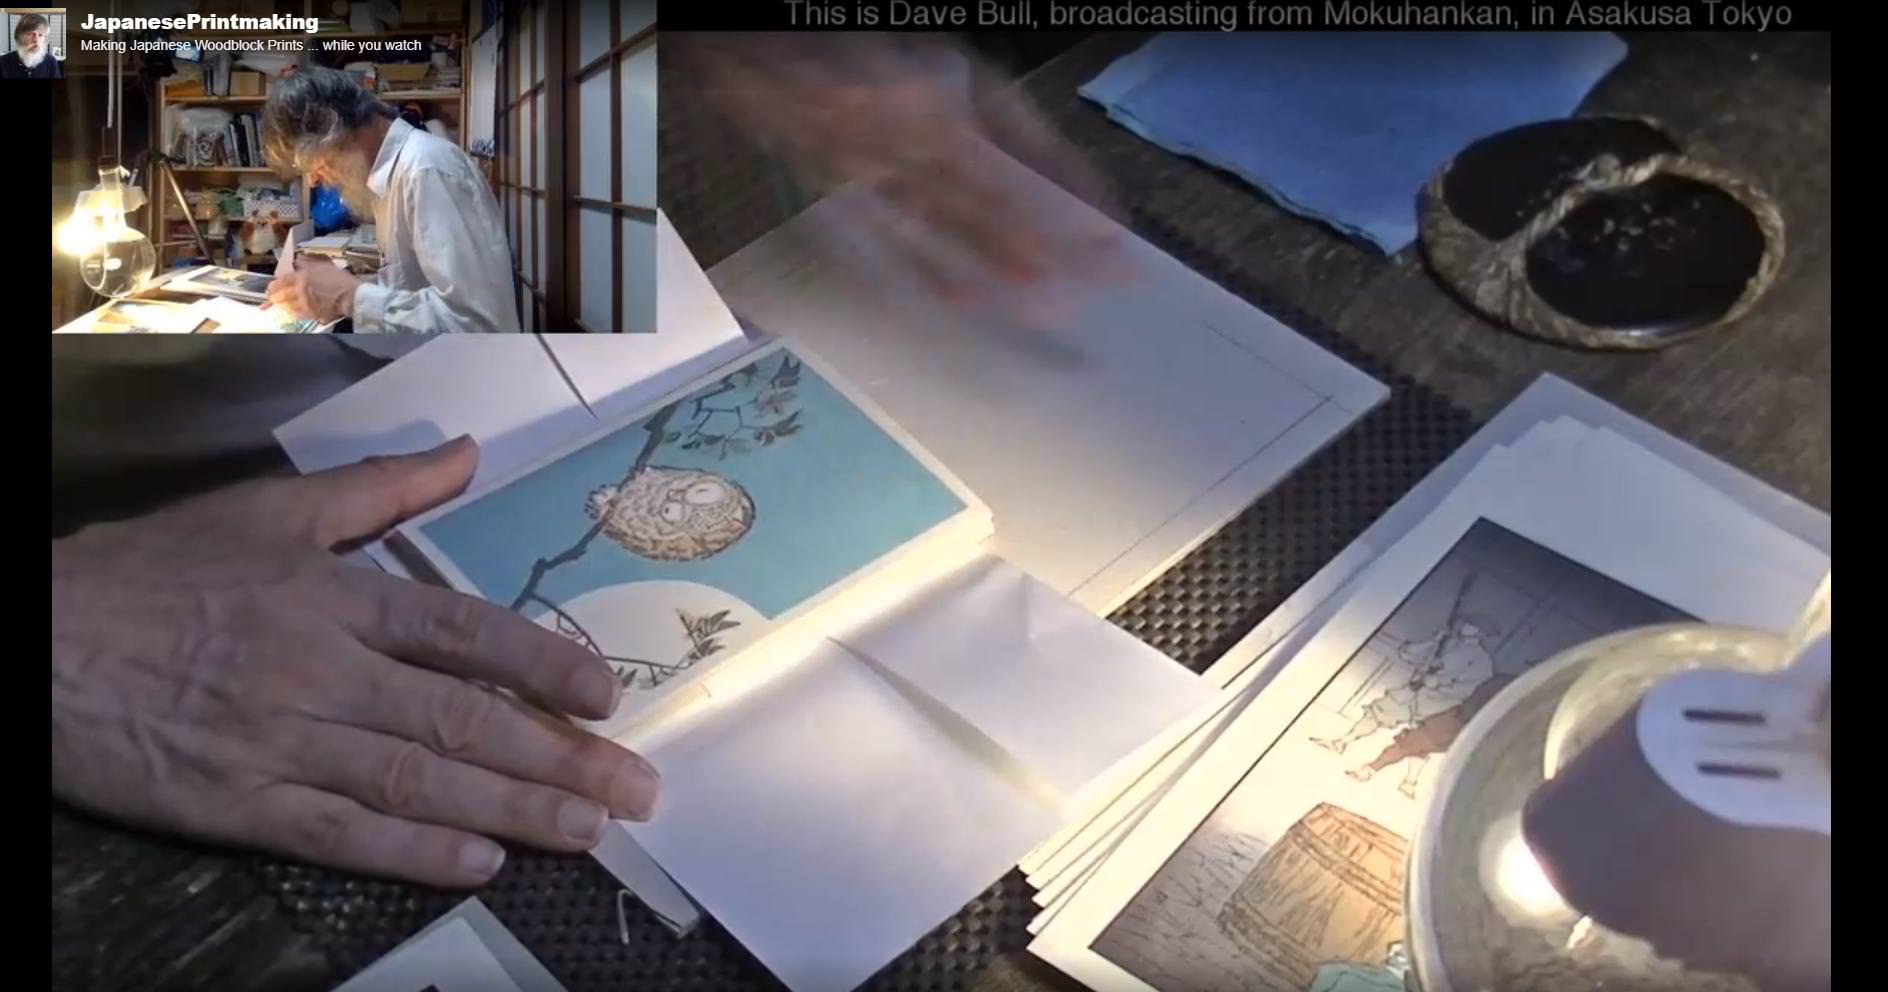 JapanesePrintmaking
Making Japanese Woodblock Prints ... while you watch
This is Dave Bull, broadcasting from Mokuhankan, in Asakusa Tokyo